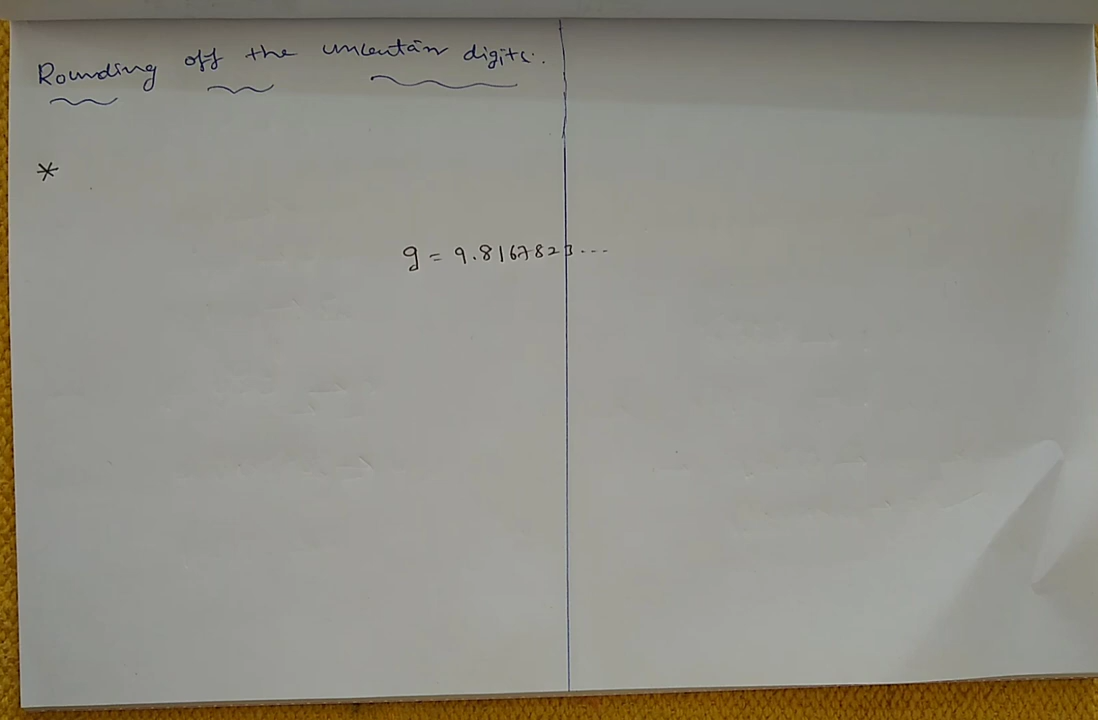 Rounding off the uncertain digits.
*
g = 9.8167823...